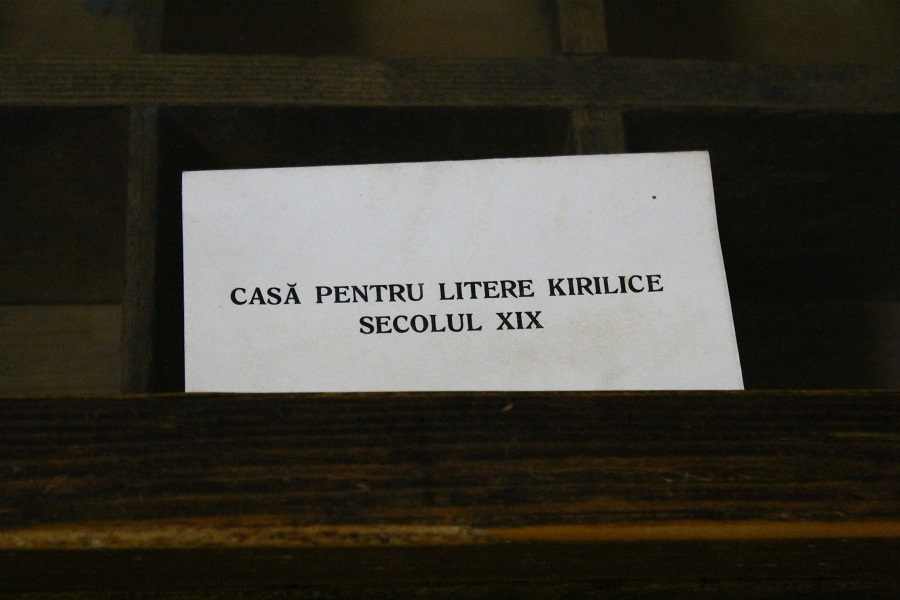 CASĂ PENTRU LITERE KIRILICE
SECOLUL XIX